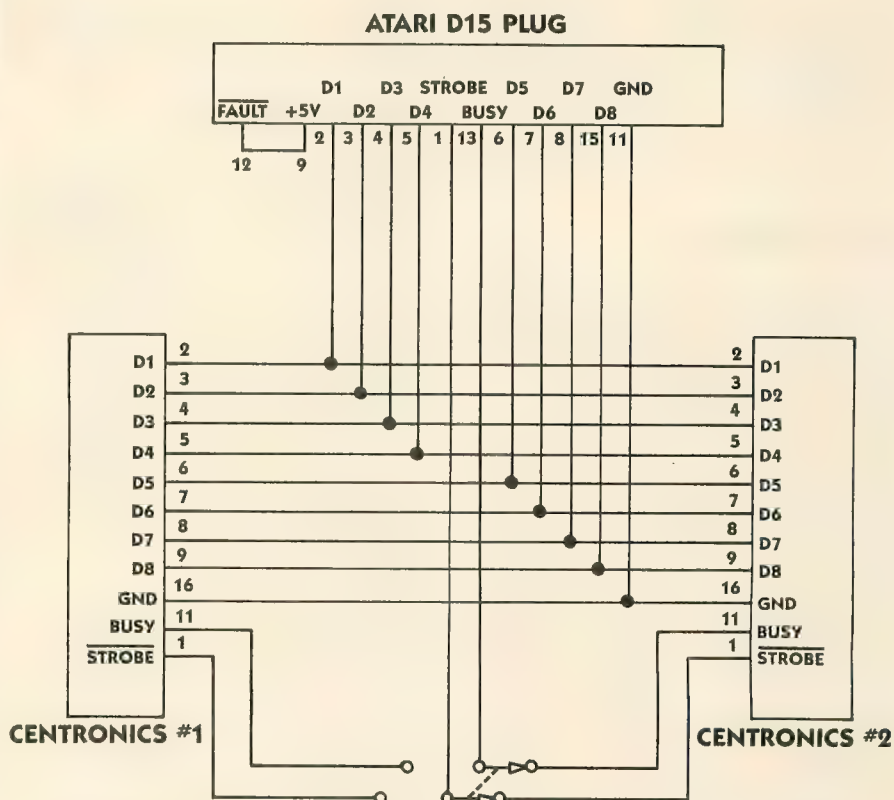 ATARI D15 PLUG
D1 D3 STROBE D5 D7 GND
FAULT +5V D2 D4 BUSY D6 D8
2 3 4 5 1 13 6 7 8 15 11
12 9
2 2
D1 D1
3 3
D2 D2
4 4
D3 D3
5 5
D4 D4
6 6
D5 D5
7 7
D6 D6
8 8
D7 D7
9 9
D8 D8
16 16
GND GND
11 11
BUSY BUSY
1 1
STROBE STROBE
CENTRONICS #1 CENTRONICS #2